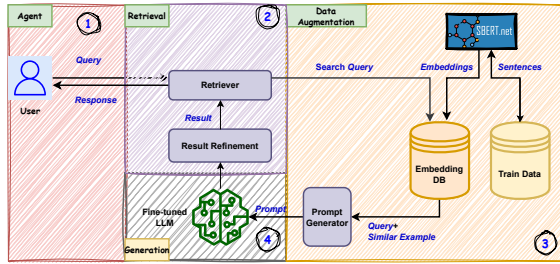 Agent
1
Retrieval
2
Data
Augmentation
SBERT.net
Query
Response
User
Retriever
Search Query
Embeddings
Sentences
Result
Result Refinement
Embedding
DB
Train Data
Fine-tuned
LLM
Prompt
Prompt
Generator
Query+
Similar Example
Generation
4
3